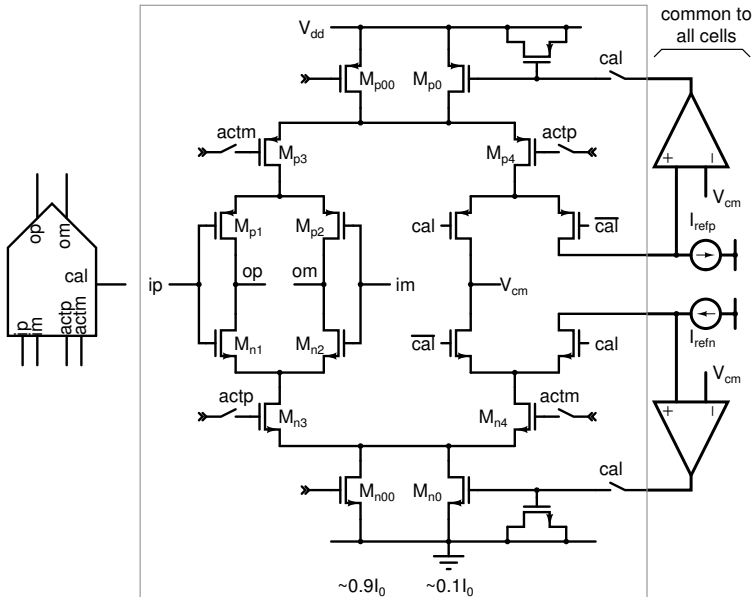 common to
all cells
V_dd
cal
M_p00
M_p0
actm
M_p3
M_p4
actp
V_cm
I_refp
op
om
cal
ip
im
actp
actm
M_p1
M_p2
cal
c̅a̅l̅
ip
op
om
im
V_cm
M_n1
M_n2
c̅a̅l̅
cal
I_refn
V_cm
actp
M_n3
M_n4
actm
cal
M_n00
M_n0
~0.9I_0
~0.1I_0
+
−
+
−